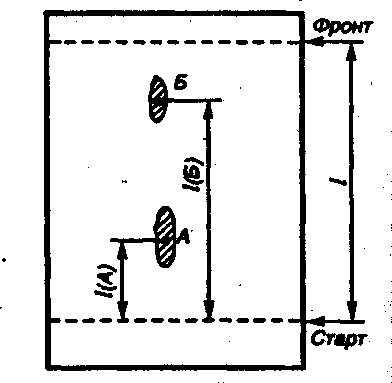 Фронт
Б
l(Б)
l
А
l(А)
Старт